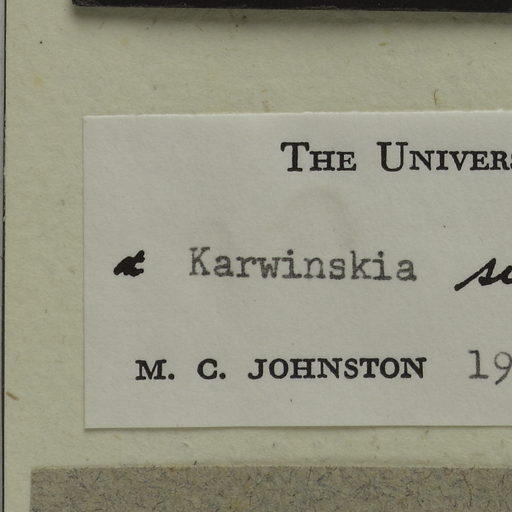 THE UNIVERS
Karwinskia
M. C. JOHNSTON 19